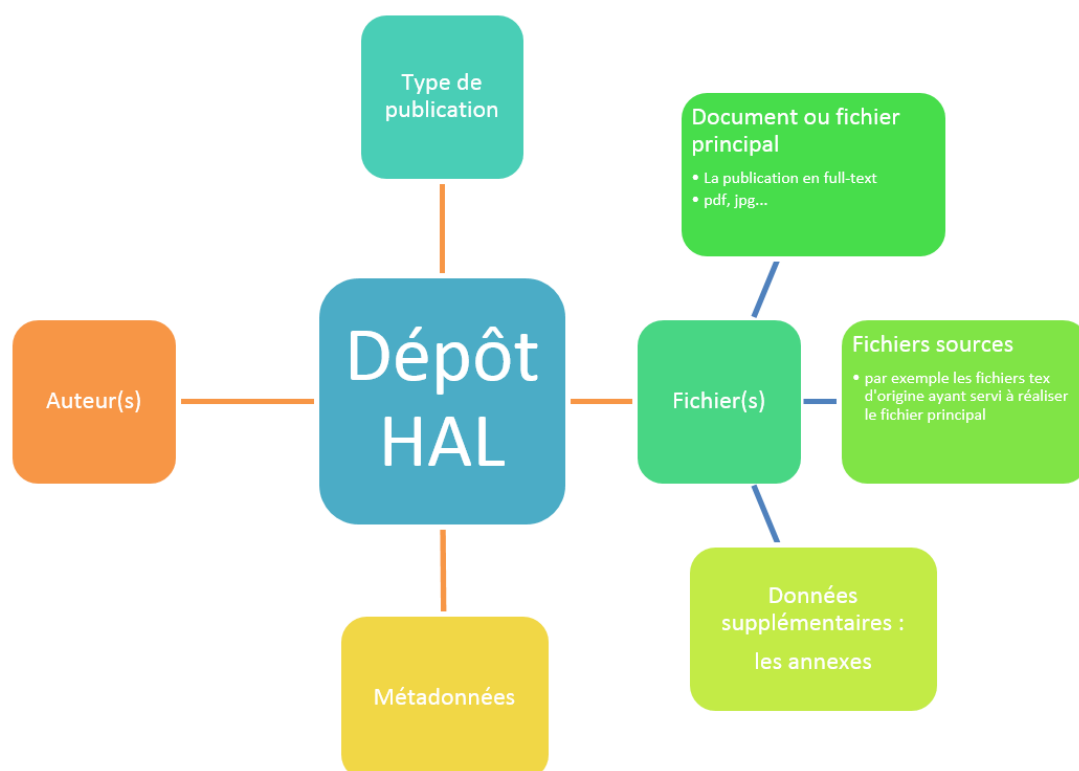 Type de
publication
Document ou fichier
principal
• La publication en full-text
• pdf, jpg...
Auteur(s)
Dépôt
HAL
Fichier(s)
Fichiers sources
• par exemple les fichiers tex
d'origine ayant servi à réaliser
le fichier principal
Métadonnées
Données
supplémentaires :
les annexes